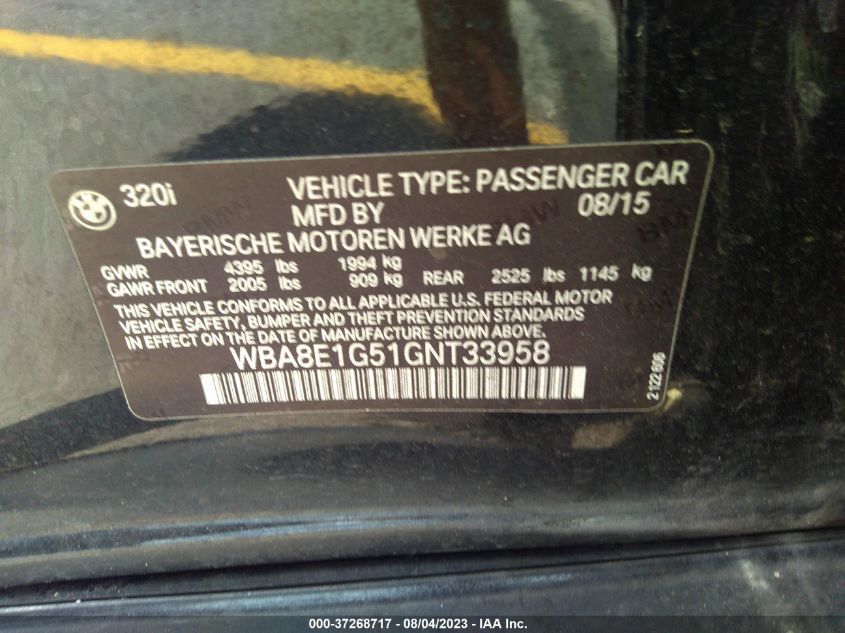 320i
VEHICLE TYPE: PASSENGER CAR
MFD BY 08/15
BAYERISCHE MOTOREN WERKE AG
GVWR 4395 lbs 1994 kg
GAWR FRONT 2005 lbs 909 kg REAR 2525 lbs 1145 kg
THIS VEHICLE CONFORMS TO ALL APPLICABLE U.S. FEDERAL MOTOR
VEHICLE SAFETY, BUMPER, AND THEFT PREVENTION STANDARDS
IN EFFECT ON THE DATE OF MANUFACTURE SHOWN ABOVE.
WBA8E1G51GNT33958
2122606
000-37268717 - 08/04/2023 - IAA Inc.